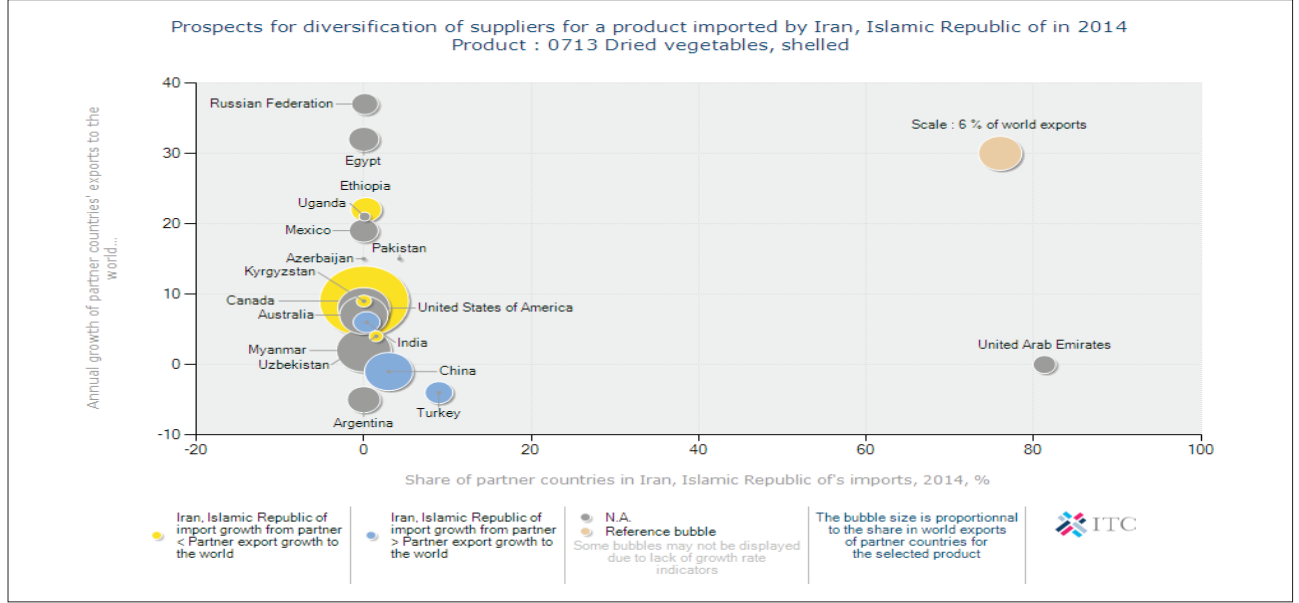 Prospects for diversification of suppliers for a product imported by Iran, Islamic Republic of in 2014
Product : 0713 Dried vegetables, shelled
Annual growth of partner countries' exports to the
world...
40
30
20
10
0
-10
Russian Federation
Scale : 6 % of world exports
Egypt
Ethiopia
Uganda
Mexico
Pakistan
Azerbaijan
Kyrgyzstan
Canada
United States of America
Australia
India
Myanmar
United Arab Emirates
Uzbekistan
China
Turkey
Argentina
-20
0
20
40
60
80
100
Share of partner countries in Iran, Islamic Republic of's imports, 2014, %
Iran, Islamic Republic of
import growth from partner
< Partner export growth to
the world
Iran, Islamic Republic of
import growth from partner
> Partner export growth to
the world
N.A.
Reference bubble
Some bubbles may not be displayed
due to lack of growth rate
indicators
The bubble size is proportionnal
to the share in world exports
of partner countries for
the selected product
ITC